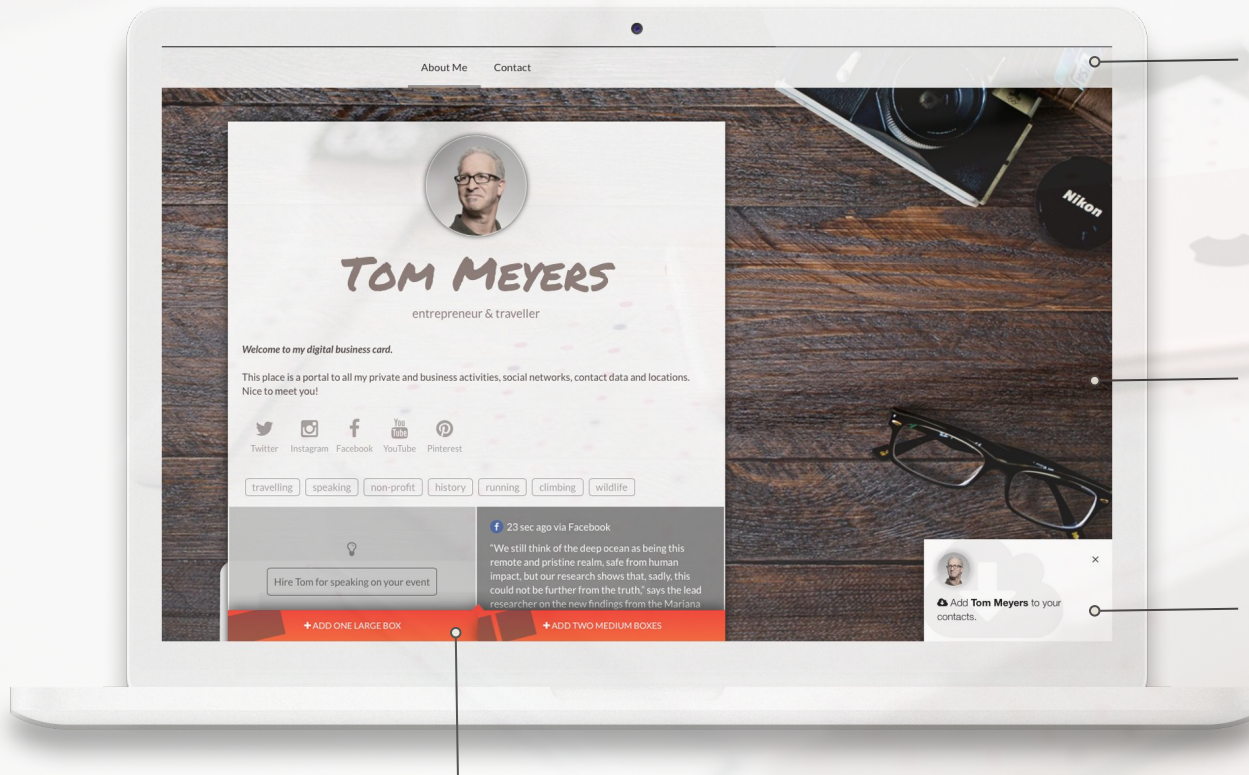 About Me Contact
Nikon
TOM MEYERS
entrepreneur & traveller
Welcome to my digital business card.
This place is a portal to all my private and business activities, social networks, contact data and locations.
Nice to meet you!
You
Tube
Twitter Instagram Facebook YouTube Pinterest
travelling speaking non-profit history running climbing wildlife
Hire Tom for speaking on your event
23 sec ago via Facebook
"We still think of the deep ocean as being this
remote and pristine realm, safe from human
impact, but our research shows that, sadly, this
could not be further from the truth," says the lead
researcher on the new findings from the Mariana
+ADD ONE LARGE BOX
+ADD TWO MEDIUM BOXES
×
Add Tom Meyers to your
contacts.